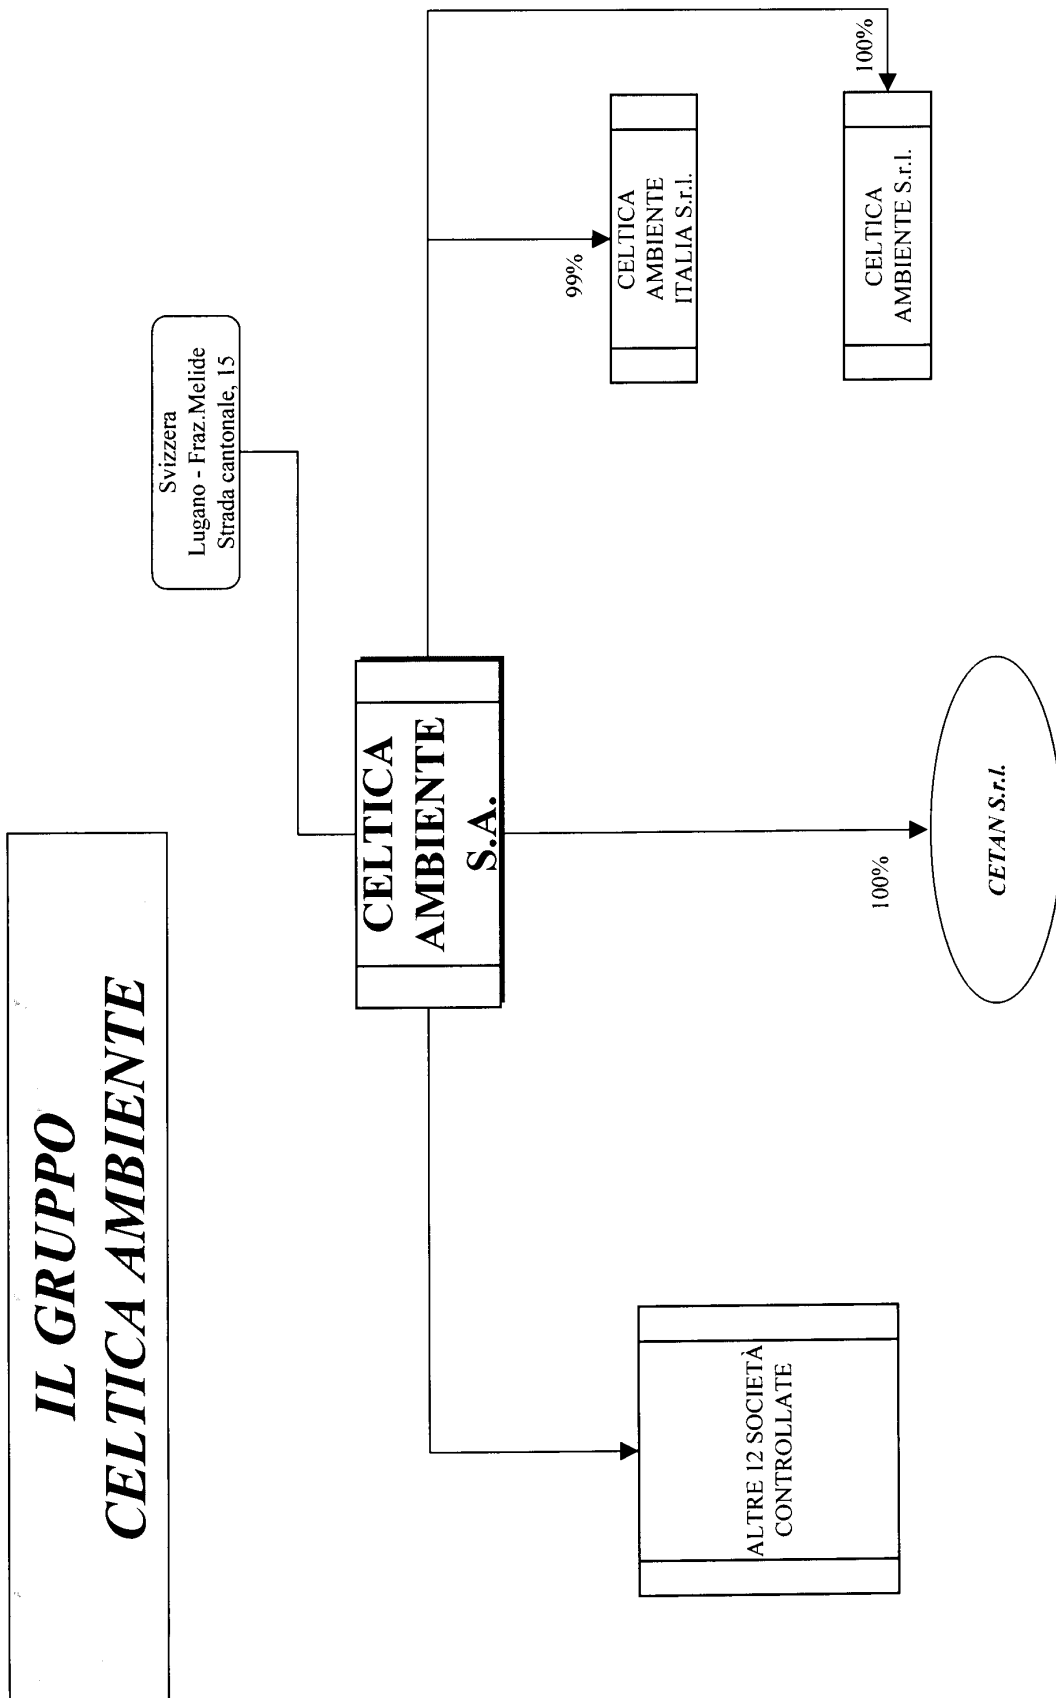 IL GRUPPO
CELTICA AMBIENTE
Svizzera
Lugano - Fraz.Melide
Strada cantonale, 15
CELTICA
AMBIENTE
S.A.
ALTRE 12 SOCIETÀ
CONTROLLATE
100%
CETAN S.r.l.
99%
CELTICA
AMBIENTE
ITALIA S.r.l.
100%
CELTICA
AMBIENTE S.r.l.